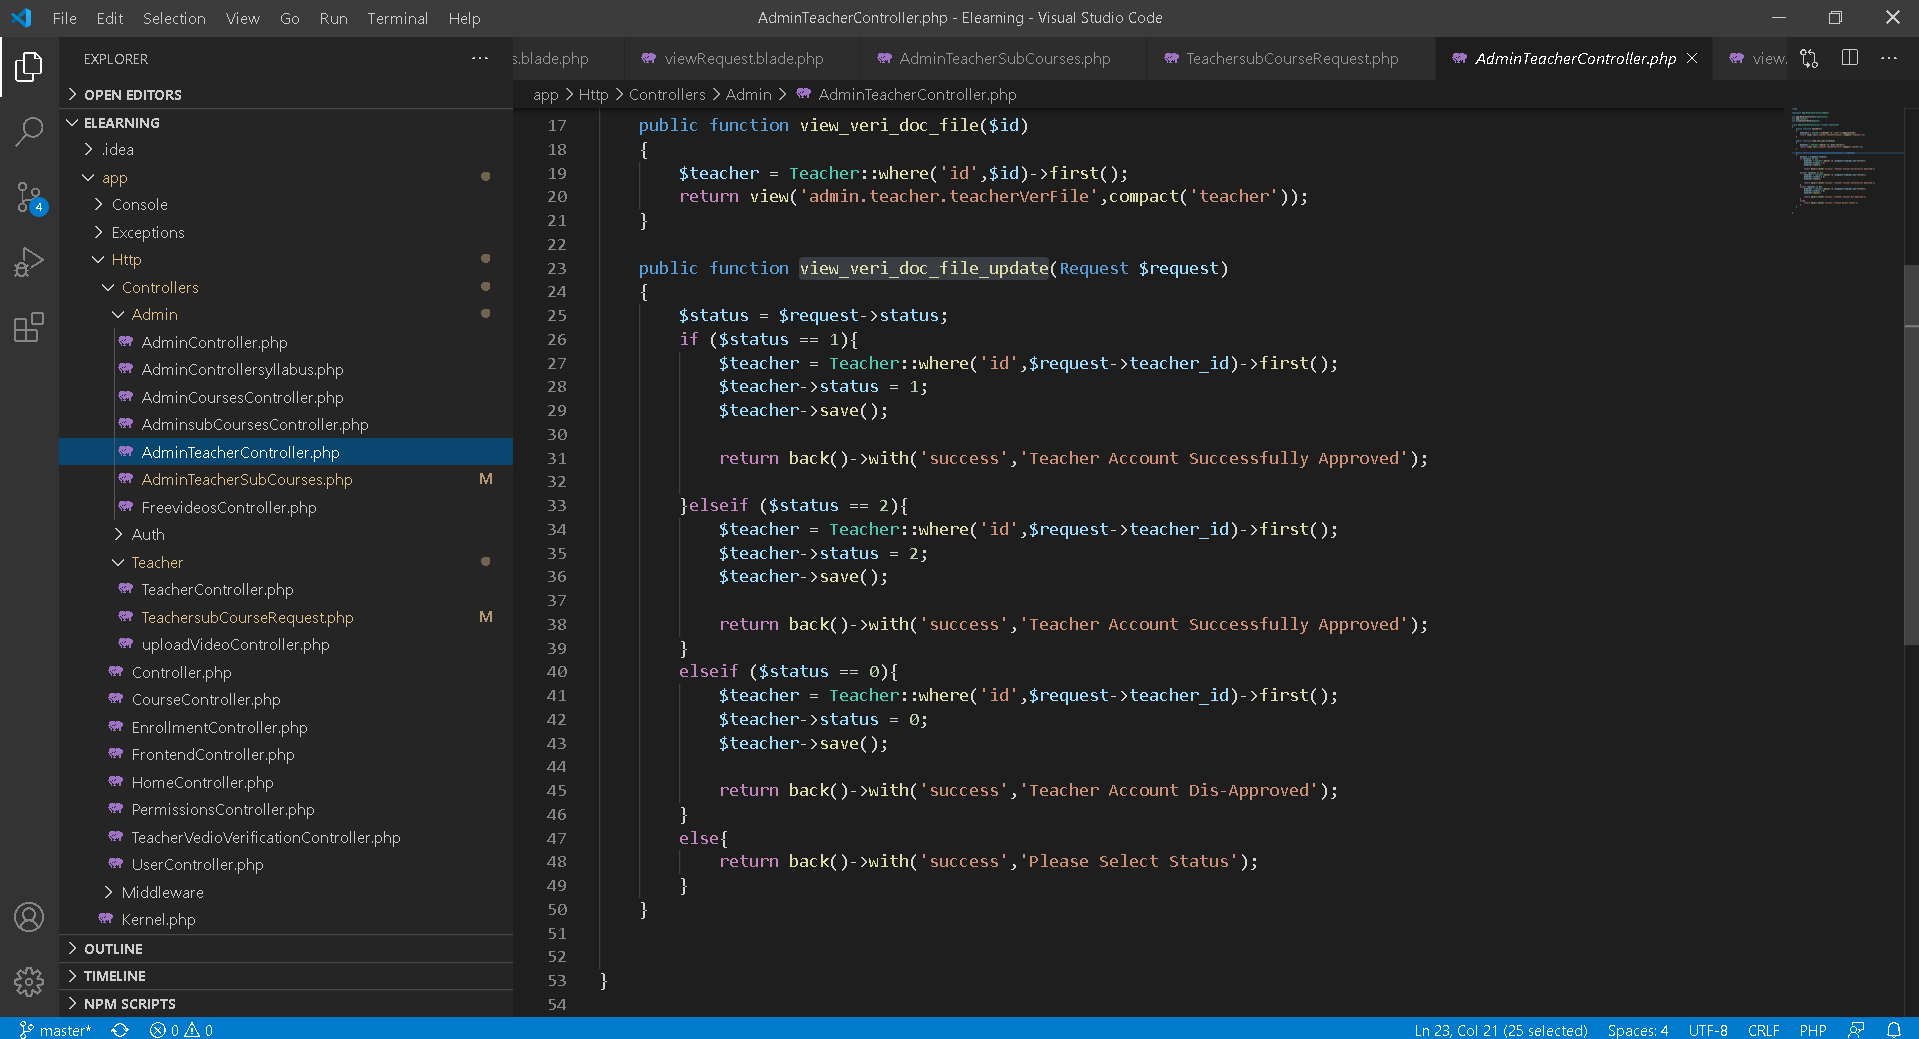 File Edit Selection View Go Run Terminal Help
AdminTeacherController.php - Elearning - Visual Studio Code
EXPLORER
s.blade.php viewRequest.blade.php AdminTeacherSubCourses.php TeachersubCourseRequest.php AdminTeacherController.php view.
app > Http > Controllers > Admin > AdminTeacherController.php
OPEN EDITORS
ELEARNING
.idea
app
Console
Exceptions
Http
Controllers
Admin
AdminController.php
AdminControllersyllabus.php
AdminCoursesController.php
AdminsubCoursesController.php
AdminTeacherController.php
AdminTeacherSubCourses.php M
FreevideosController.php
Auth
Teacher
TeacherController.php
TeachersubCourseRequest.php M
uploadVideoController.php
Controller.php
CourseController.php
EnrollmentController.php
FrontendController.php
HomeController.php
PermissionsController.php
TeacherVedioVerificationController.php
UserController.php
Middleware
Kernel.php
OUTLINE
TIMELINE
NPM SCRIPTS
4
17 public function view_veri_doc_file($id)
18 {
19 $teacher = Teacher::where('id',$id)->first();
20 return view('admin.teacher.teacherVerFile',compact('teacher'));
21 }
22
23 public function view_veri_doc_file_update(Request $request)
24 {
25 $status = $request->status;
26 if ($status == 1){
27 $teacher = Teacher::where('id',$request->teacher_id)->first();
28 $teacher->status = 1;
29 $teacher->save();
30
31 return back()->with('success','Teacher Account Successfully Approved');
32
33 }elseif ($status == 2){
34 $teacher = Teacher::where('id',$request->teacher_id)->first();
35 $teacher->status = 2;
36 $teacher->save();
37
38 return back()->with('success','Teacher Account Successfully Approved');
39 }
40 elseif ($status == 0){
41 $teacher = Teacher::where('id',$request->teacher_id)->first();
42 $teacher->status = 0;
43 $teacher->save();
44
45 return back()->with('success','Teacher Account Dis-Approved');
46 }
47 else{
48 return back()->with('success','Please Select Status');
49 }
50 }
51
52
53 }
54
master* 0 0 Ln 23, Col 21 (25 selected) Spaces: 4 UTF-8 CRLF PHP